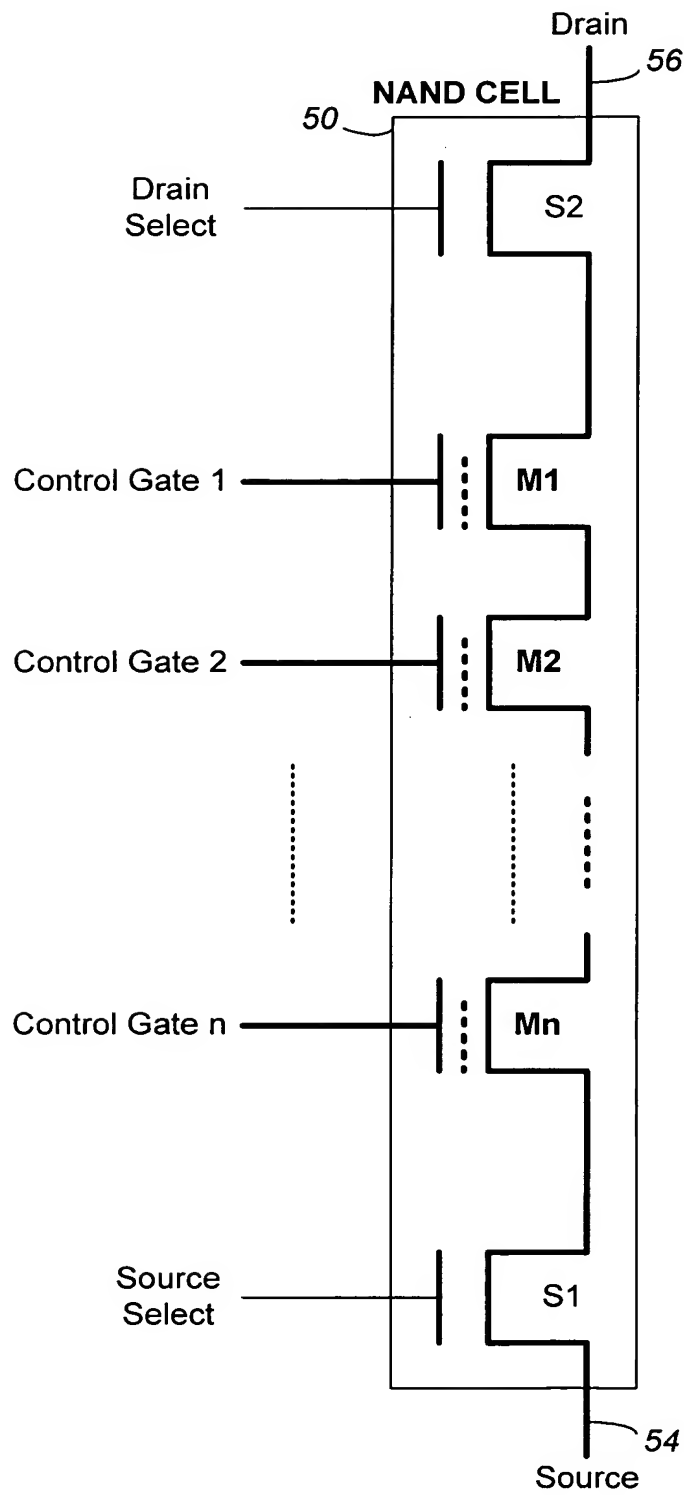 Drain
56
NAND CELL
50
Drain
Select
S2
Control Gate 1
M1
Control Gate 2
M2
Control Gate n
Mn
Source
Select
S1
54
Source